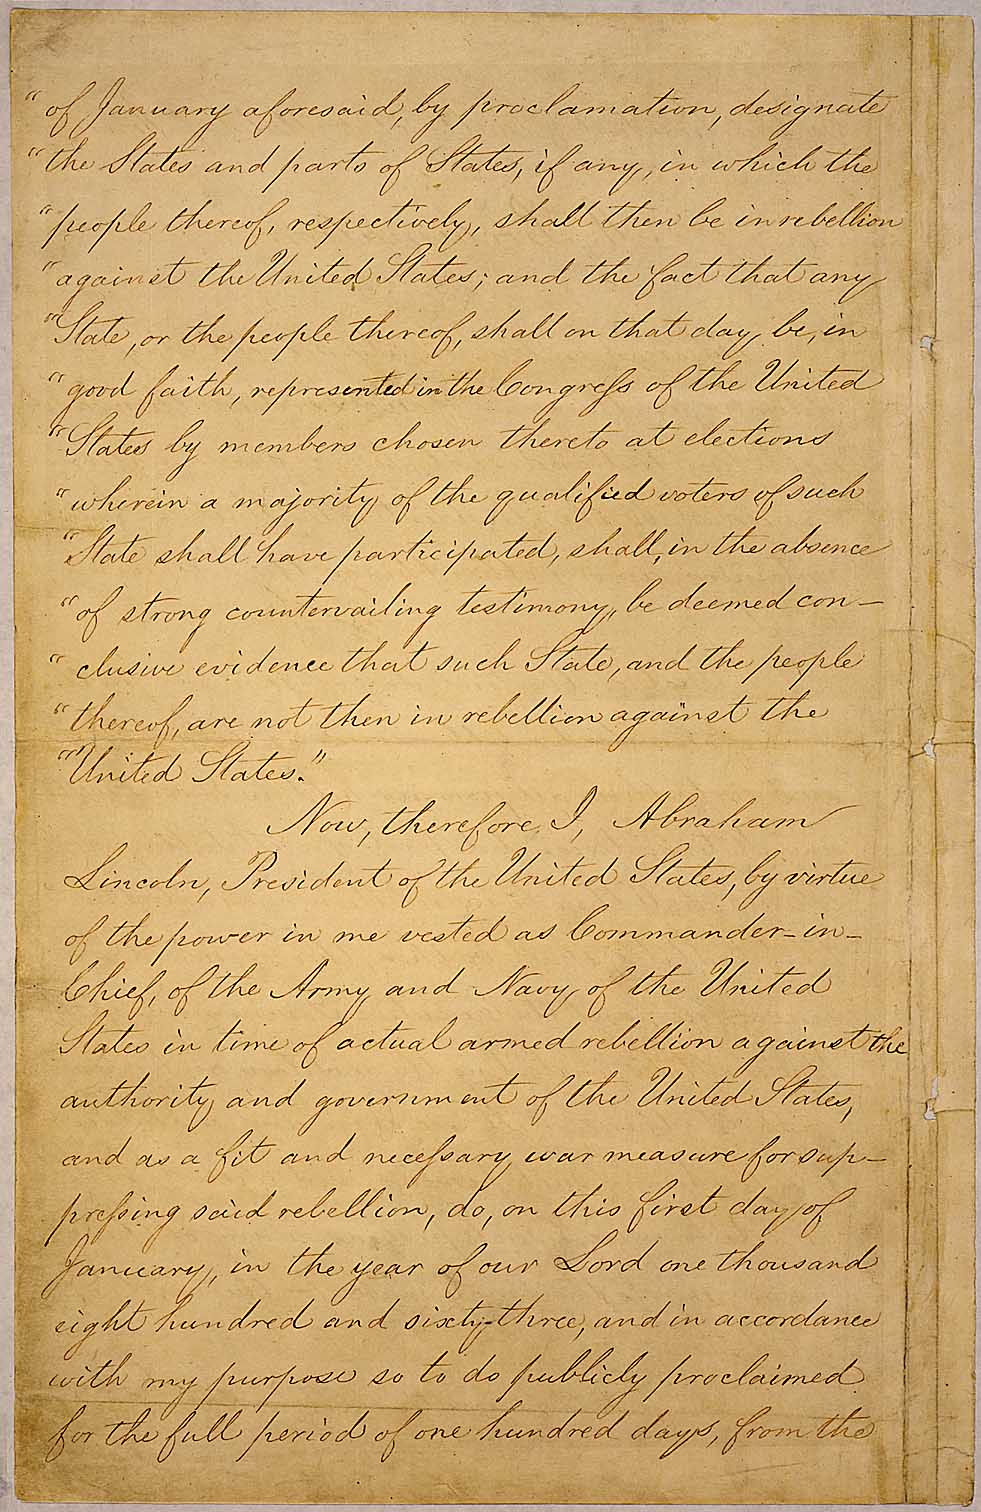 " of January aforesaid, by proclamation, designate
" the States and parts of States, if any, in which the
" people thereof, respectively, shall then be in rebellion
" against the United States; and the fact that any
" State, or the people thereof, shall on that day be, in
" good faith, represented in the Congress of the United
" States by members chosen thereto at elections
" wherein a majority of the qualified voters of such
" State shall have participated, shall, in the absence
" of strong countervailing testimony, be deemed con-
" clusive evidence that such State, and the people
" thereof, are not then in rebellion against the
" United States."
Now, therefore I, Abraham
Lincoln, President of the United States, by virtue
of the power in me vested as Commander-in-
Chief, of the Army and Navy of the United
States in time of actual armed rebellion against the
authority and government of the United States,
and as a fit and necessary war measure for sup-
pressing said rebellion, do, on this first day of
January, in the year of our Lord one thousand
eight hundred and sixty-three, and in accordance
with my purpose so to do publicly proclaimed
for the full period of one hundred days, from the